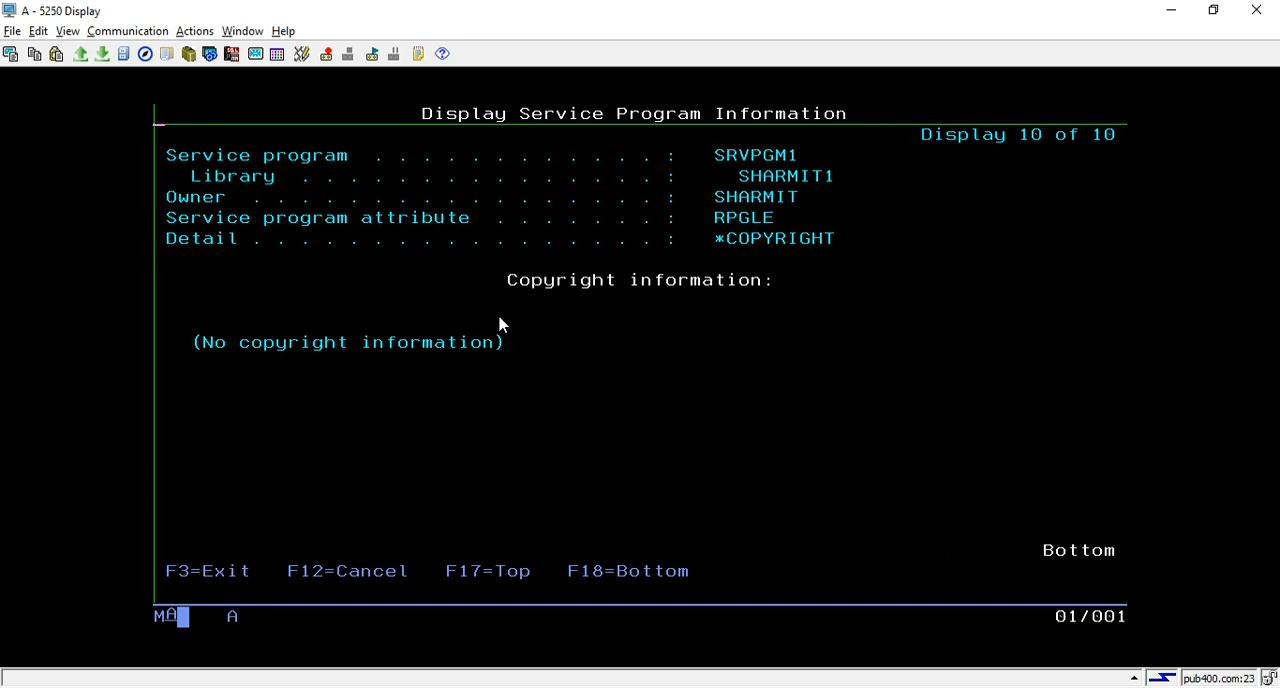 A - 5250 Display
File Edit View Communication Actions Window Help
Display Service Program Information
Display 10 of 10
Service program . . . . . . . . . . . . : SRVPGM1
Library . . . . . . . . . . . . . . . : SHARMIT1
Owner . . . . . . . . . . . . . . . . . : SHARMIT
Service program attribute . . . . . . . : RPGLE
Detail . . . . . . . . . . . . . . . . . : *COPYRIGHT
Copyright information:
(No copyright information)
Bottom
F3=Exit F12=Cancel F17=Top F18=Bottom
MA A 01/001
pub400.com:23